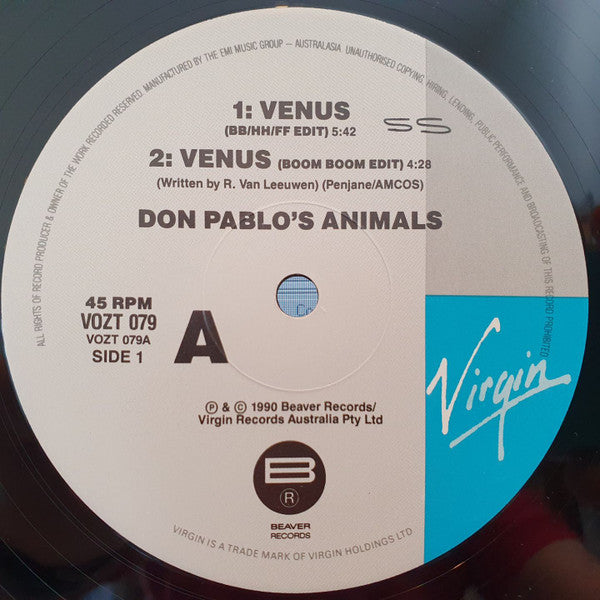 ALL RIGHTS OF RECORD PRODUCER & OWNER OF THE WORK RECORDED RESERVED. MANUFACTURED BY THE EMI MUSIC GROUP – AUSTRALASIA. UNAUTHORISED COPYING, HIRING, LENDING, PUBLIC PERFORMANCE AND BROADCASTING OF THIS RECORD PROHIBITED
1: VENUS
(BB/HH/FF EDIT) 5:42
SS
2: VENUS (BOOM BOOM EDIT) 4:28
(Written by R. Van Leeuwen) (Penjane/AMCOS)
DON PABLO'S ANIMALS
45 RPM
VOZT 079
VOZT 079A
SIDE 1
A
Virgin
℗ & © 1990 Beaver Records/
Virgin Records Australia Pty Ltd
B
®
BEAVER
RECORDS
VIRGIN IS A TRADE MARK OF VIRGIN HOLDINGS LTD